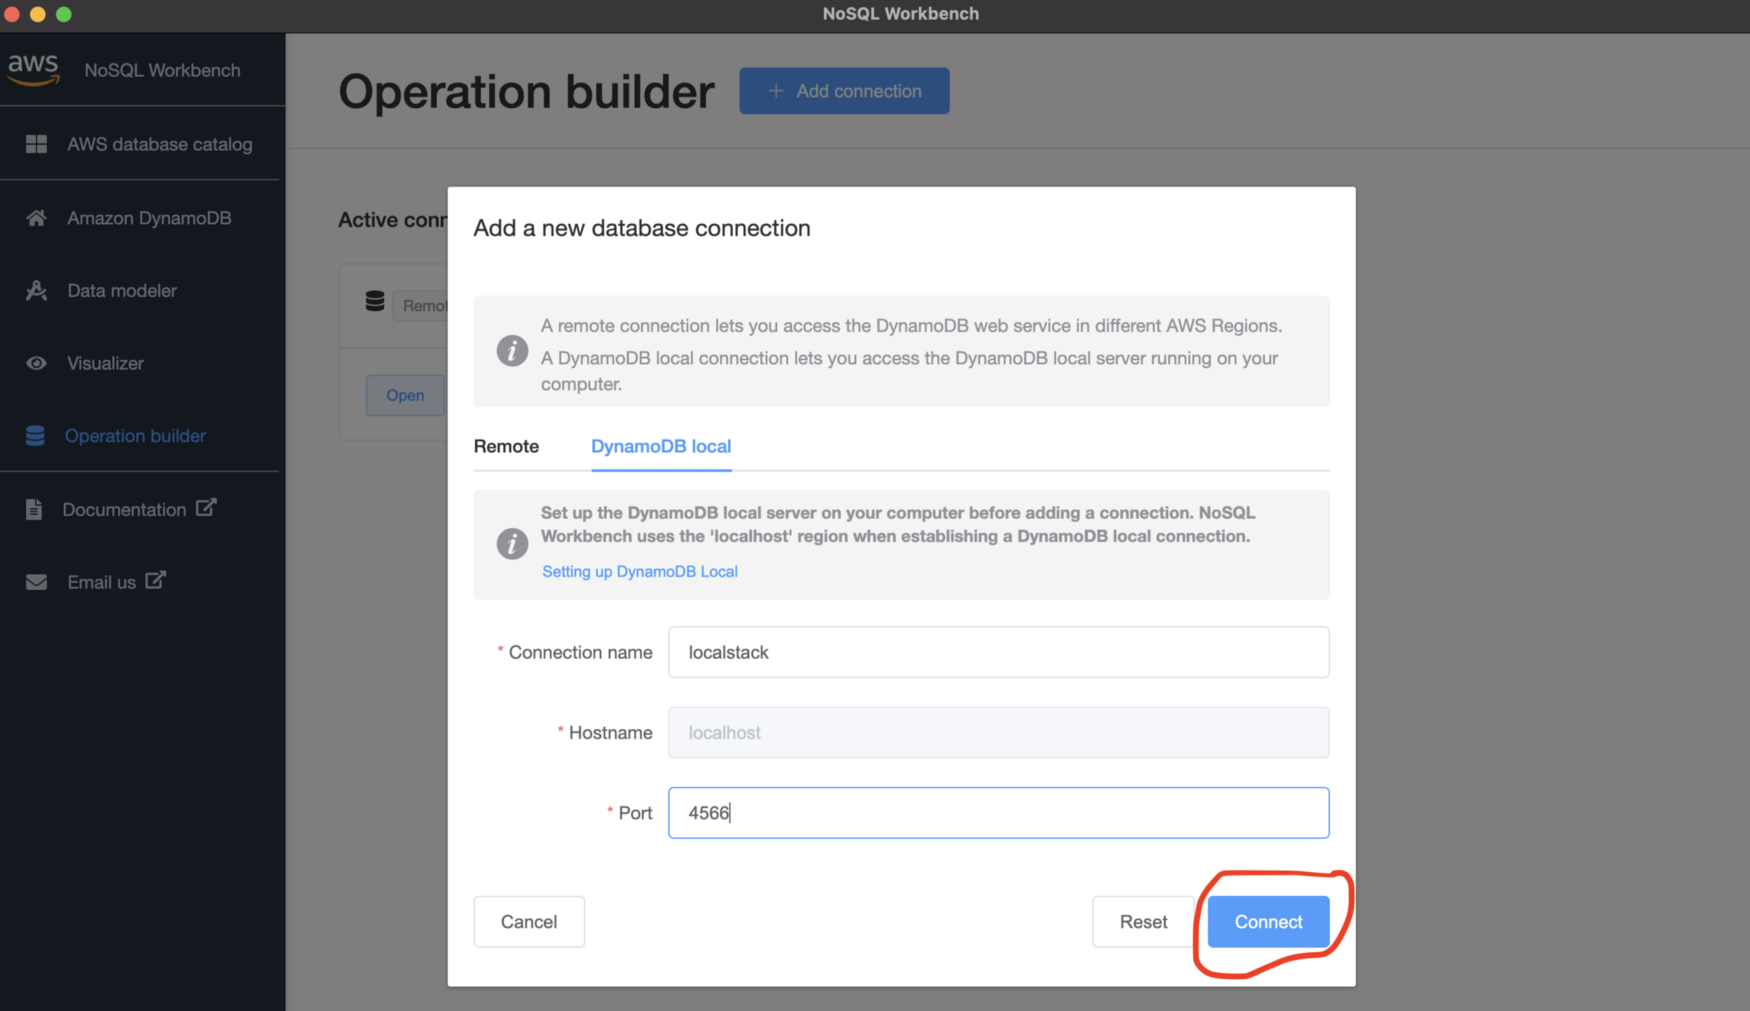 NoSQL Workbench
aws
NoSQL Workbench
AWS database catalog
Amazon DynamoDB
Data modeler
Visualizer
Operation builder
Documentation
Email us
Operation builder
+ Add connection
Active conn
Remot
Open
Add a new database connection
A remote connection lets you access the DynamoDB web service in different AWS Regions.
A DynamoDB local connection lets you access the DynamoDB local server running on your
computer.
Remote
DynamoDB local
Set up the DynamoDB local server on your computer before adding a connection. NoSQL
Workbench uses the 'localhost' region when establishing a DynamoDB local connection.
Setting up DynamoDB Local
* Connection name
localstack
* Hostname
localhost
* Port
4566
Cancel
Reset
Connect